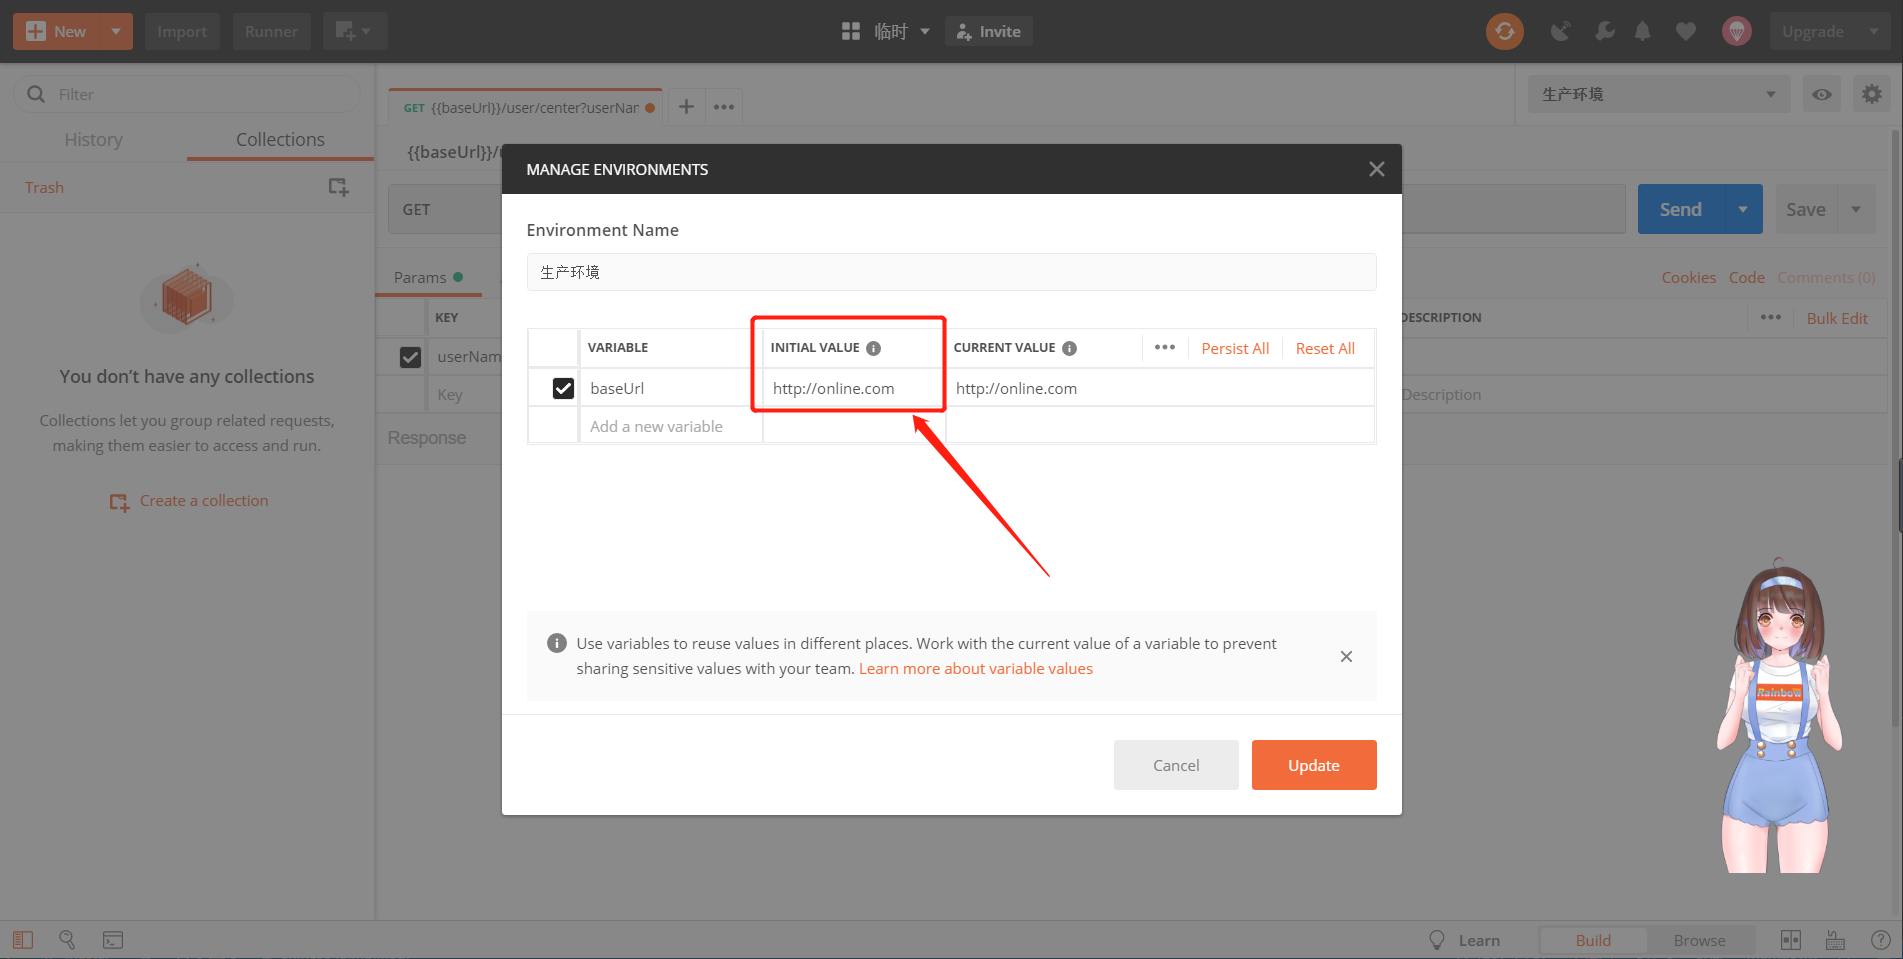 New
Import
Runner
临时
Invite
Upgrade
Filter
History
Collections
Trash
You don't have any collections
Collections let you group related requests,
making them easier to access and run.
Create a collection
GET {{baseUrl}}/user/center?userNar
生产环境
{{baseUrl}}/u
GET
Send
Save
Params
Cookies
Code
Comments (0)
KEY
DESCRIPTION
Bulk Edit
userNam
Key
Description
Response
MANAGE ENVIRONMENTS
Environment Name
生产环境
VARIABLE
INITIAL VALUE
CURRENT VALUE
Persist All
Reset All
baseUrl
http://online.com
http://online.com
Add a new variable
Use variables to reuse values in different places. Work with the current value of a variable to prevent
sharing sensitive values with your team. Learn more about variable values
Cancel
Update
Rainbow
Learn
Build
Browse